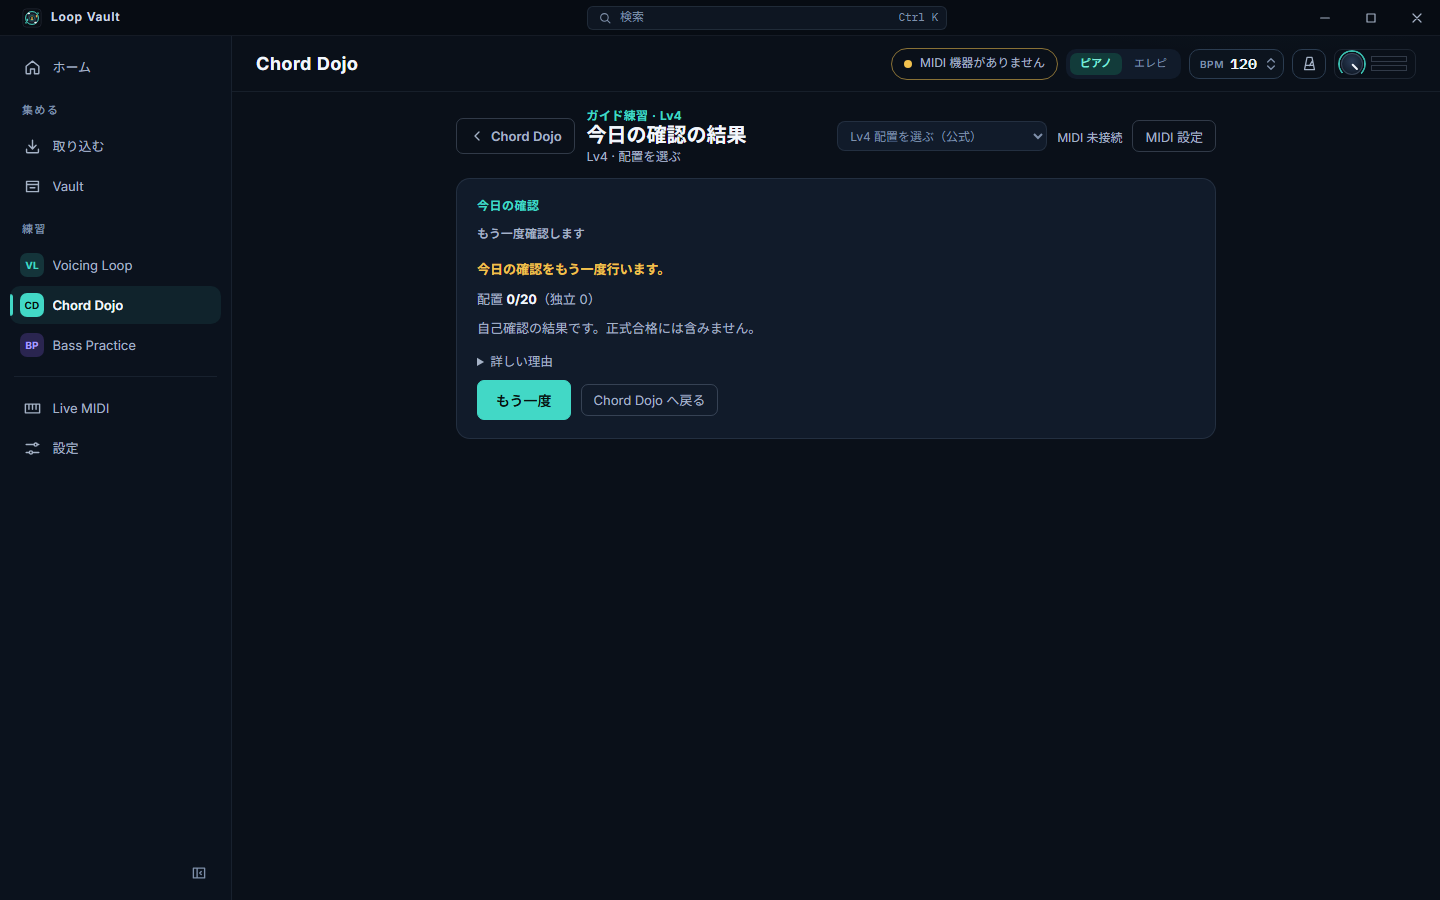 Loop Vault
検索
Ctrl K
ホーム
集める
取り込む
Vault
練習
VL Voicing Loop
CD Chord Dojo
BP Bass Practice
Live MIDI
設定
Chord Dojo
MIDI 機器がありません
ピアノ
エレピ
BPM 120
Chord Dojo
ガイド練習 · Lv4
今日の確認の結果
Lv4 · 配置を選ぶ
Lv4 配置を選ぶ（公式）
MIDI 未接続
MIDI 設定
今日の確認
もう一度確認します
今日の確認をもう一度行います。
配置 0/20（独立 0）
自己確認の結果です。正式合格には含みません。
詳しい理由
もう一度
Chord Dojo へ戻る